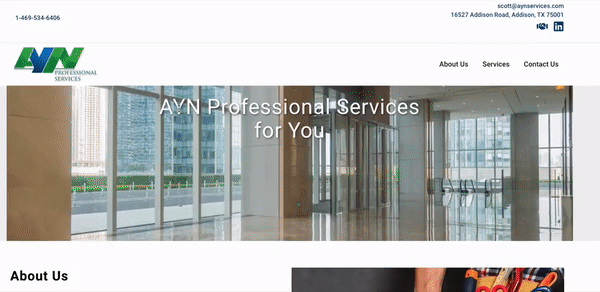 scott@aynservices.com
1-469-534-6406
16527 Addison Road, Addison, TX 75001
in
AYN
PROFESSIONAL
SERVICES
About Us Services Contact Us
AYN Professional Services
for You
About Us